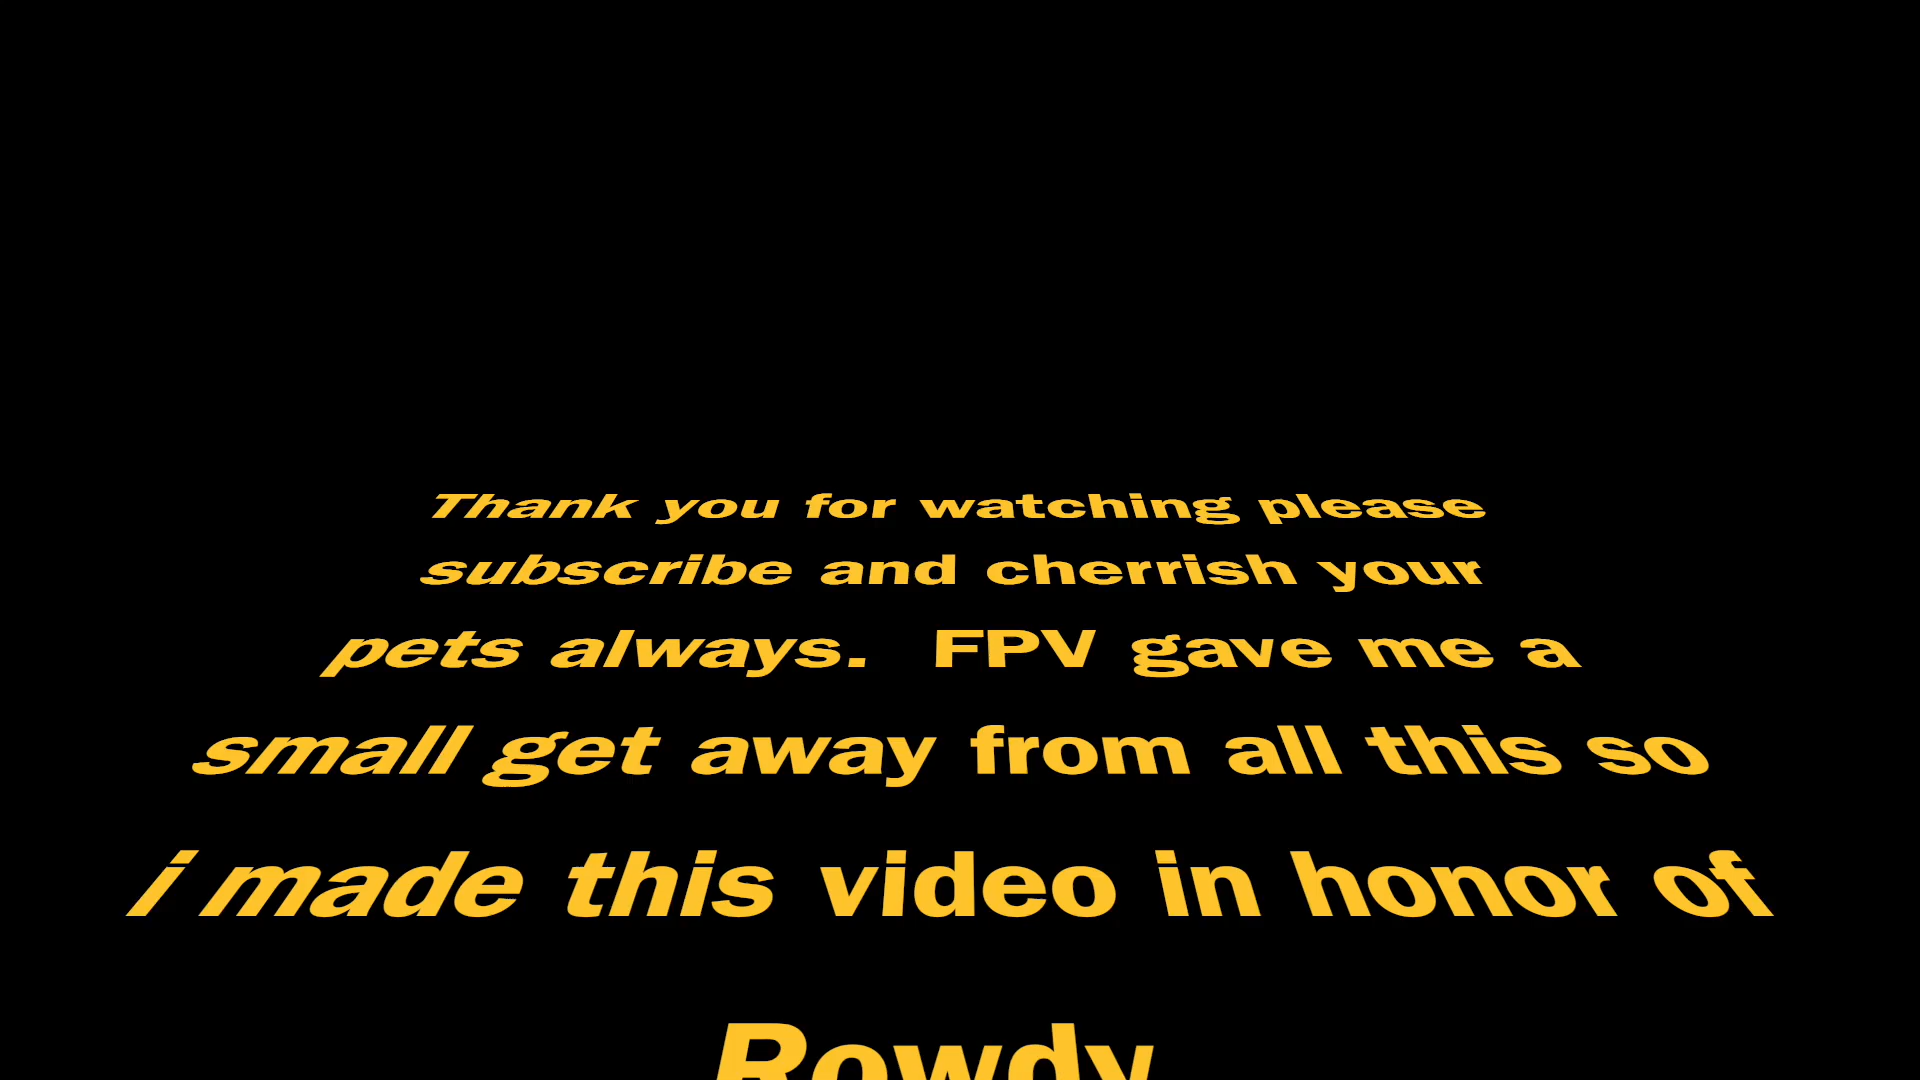 Thank you for watching please
subscribe and cherrish your
pets always.  FPV gave me a
small get away from all this so
i made this video in honor of
Rowdy